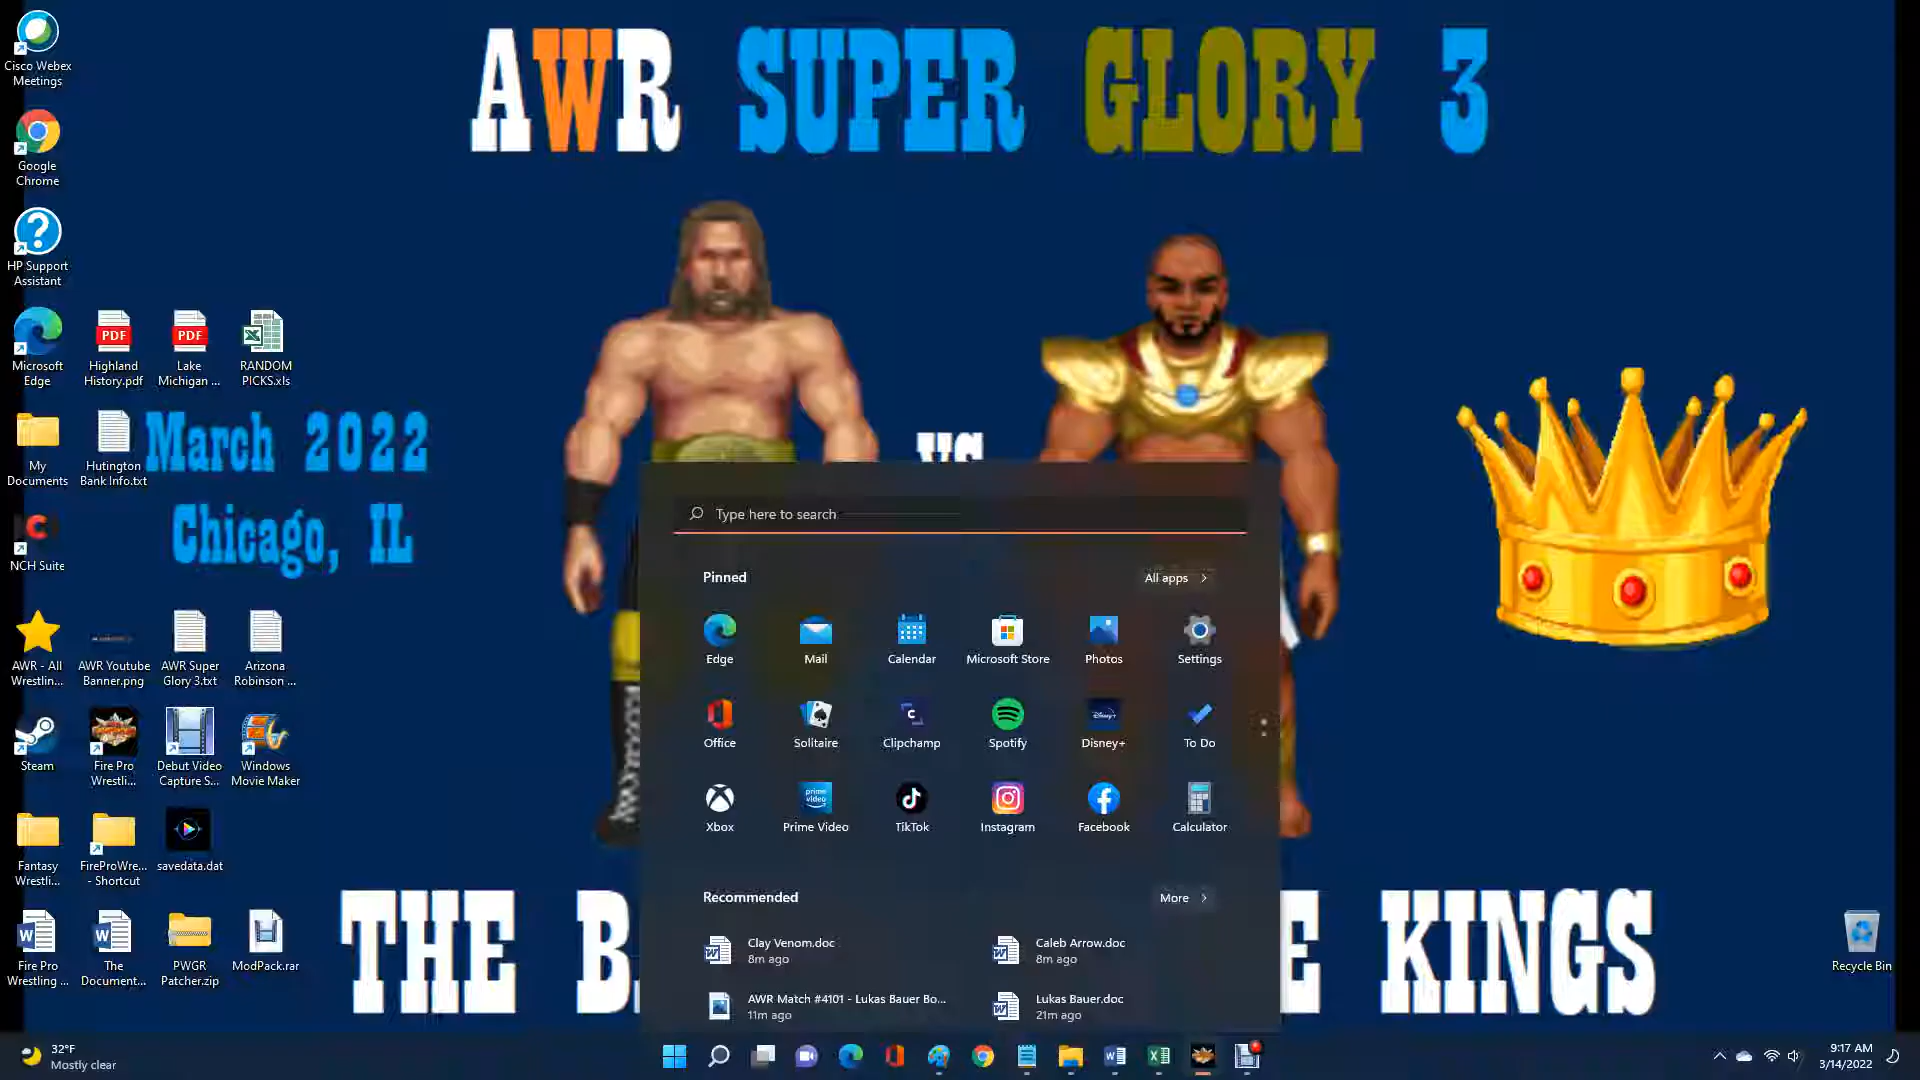 AWR SUPER GLORY 3
Cisco Webex
Meetings
Google
Chrome
HP Support
Assistant
Microsoft
Edge
Highland
History.pdf
Lake
Michigan ...
RANDOM
PICKS.xls
My
Documents
Hutington
Bank Info.txt
March 2022
Chicago, IL
VS
NCH Suite
AWR - All
Wrestlin...
AWR Youtube
Banner.png
AWR Super
Glory 3.txt
Arizona
Robinson ...
Steam
Fire Pro
Wrestli...
Debut Video
Capture S...
Windows
Movie Maker
Fantasy
Wrestli...
FireProWre...
- Shortcut
savedata.dat
Fire Pro
Wrestling ...
The
Document...
PWGR
Patcher.zip
ModPack.rar
Type here to search
Pinned
All apps
Edge
Mail
Calendar
Microsoft Store
Photos
Settings
Office
Solitaire
Clipchamp
Spotify
Disney+
To Do
Xbox
prime video
Prime Video
TikTok
Instagram
Facebook
Calculator
Recommended
More
Clay Venom.doc
8m ago
Caleb Arrow.doc
8m ago
AWR Match #4101 - Lukas Bauer Bo...
11m ago
Lukas Bauer.doc
21m ago
THE B
E KINGS
Recycle Bin
32°F
Mostly clear
9:17 AM
3/14/2022